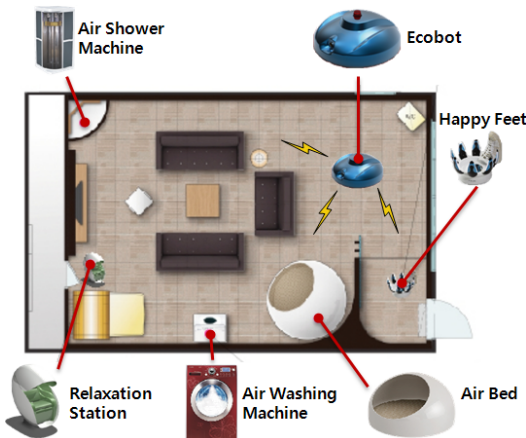 Air Shower
Machine
Ecobot
Happy Feet
Relaxation
Station
Air Washing
Machine
Air Bed